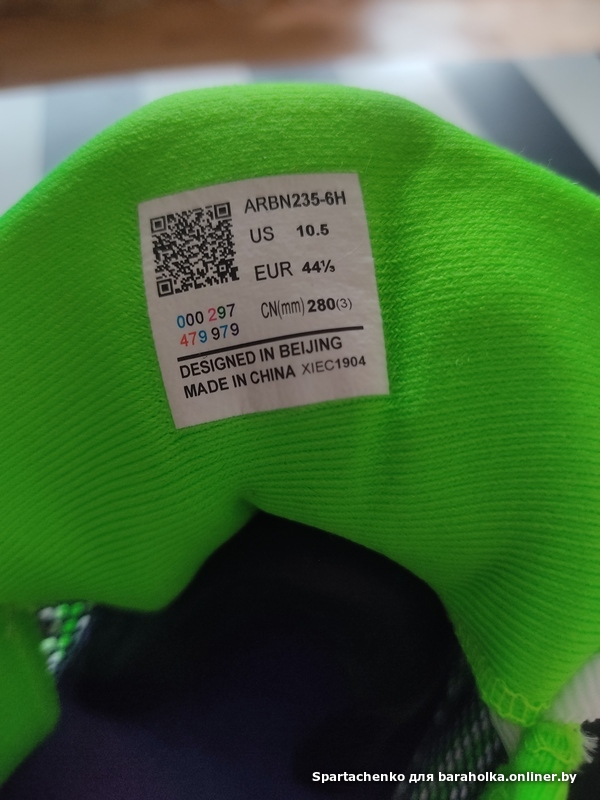 ARBN235-6H
US 10.5
EUR 44⅓
000 297
479 979
CN(mm) 280(3)
DESIGNED IN BEIJING
MADE IN CHINA XIEC1904
Spartachenko для baraholka.onliner.by